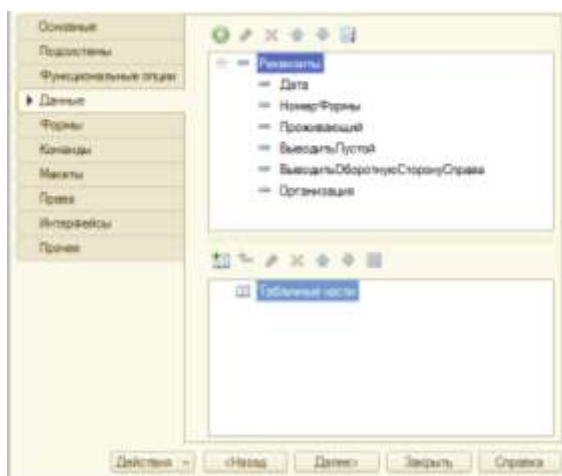 Основные
Подсистемы
Функциональные опции
Данные
Формы
Команды
Макеты
Права
Интерфейсы
Прочее
Реквизиты
Дата
НомерФормы
Проживающий
ВыводитьПустой
ВыводитьОборотнуюСторонуСправа
Организация
Табличные части
Действия
<Назад
Далее>
Закрыть
Справка